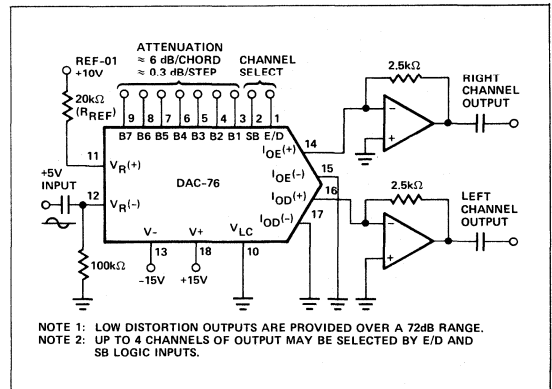 ATTENUATION
≈ 6 dB/CHORD
≈ 0.3 dB/STEP
CHANNEL
SELECT
REF-01
+10V
20kΩ
(RREF)
9 8 7 6 5 4 3 2 1
B7 B6 B5 B4 B3 B2 B1 SB E/D
11
VR(+)
+5V
INPUT
12
VR(−)
DAC-76
IOE(+)
14
IOE(−)
15
IOD(+)
16
IOD(−)
17
V− V+ VLC
13 18 10
−15V +15V
100kΩ
2.5kΩ
−
+
RIGHT
CHANNEL
OUTPUT
2.5kΩ
−
+
LEFT
CHANNEL
OUTPUT
NOTE 1: LOW DISTORTION OUTPUTS ARE PROVIDED OVER A 72dB RANGE.
NOTE 2: UP TO 4 CHANNELS OF OUTPUT MAY BE SELECTED BY E/D AND
SB LOGIC INPUTS.